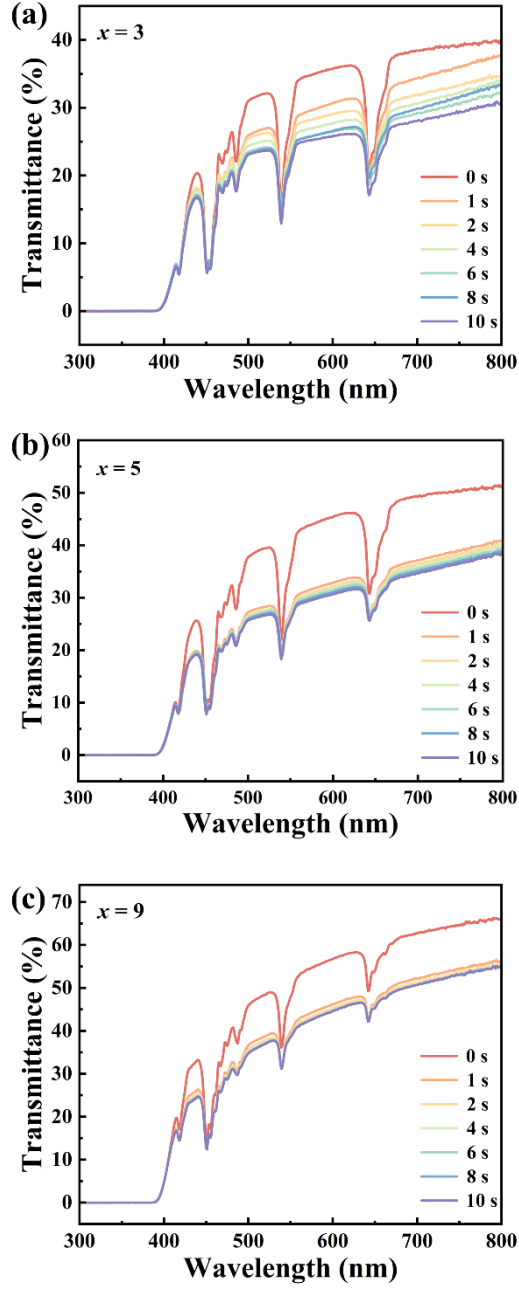 (a)
x = 3
40
30
20
10
0
Transmittance (%)
0 s
1 s
2 s
4 s
6 s
8 s
10 s
300 400 500 600 700 800
Wavelength (nm)
(b)
x = 5
60
50
40
30
20
10
0
Transmittance (%)
0 s
1 s
2 s
4 s
6 s
8 s
10 s
300 400 500 600 700 800
Wavelength (nm)
(c)
x = 9
70
60
50
40
30
20
10
0
Transmittance (%)
0 s
1 s
2 s
4 s
6 s
8 s
10 s
300 400 500 600 700 800
Wavelength (nm)